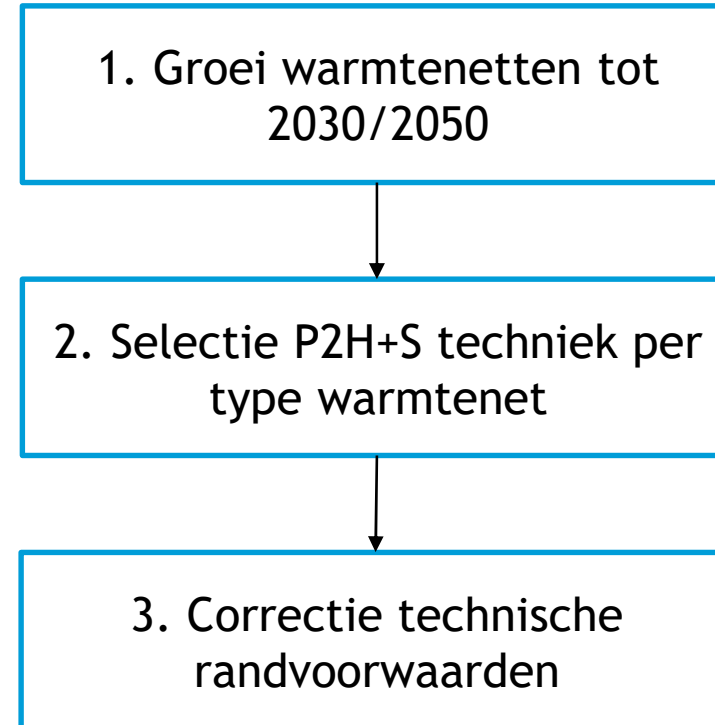 1. Groei warmtenetten tot
2030/2050
2. Selectie P2H+S techniek per
type warmtenet
3. Correctie technische
randvoorwaarden